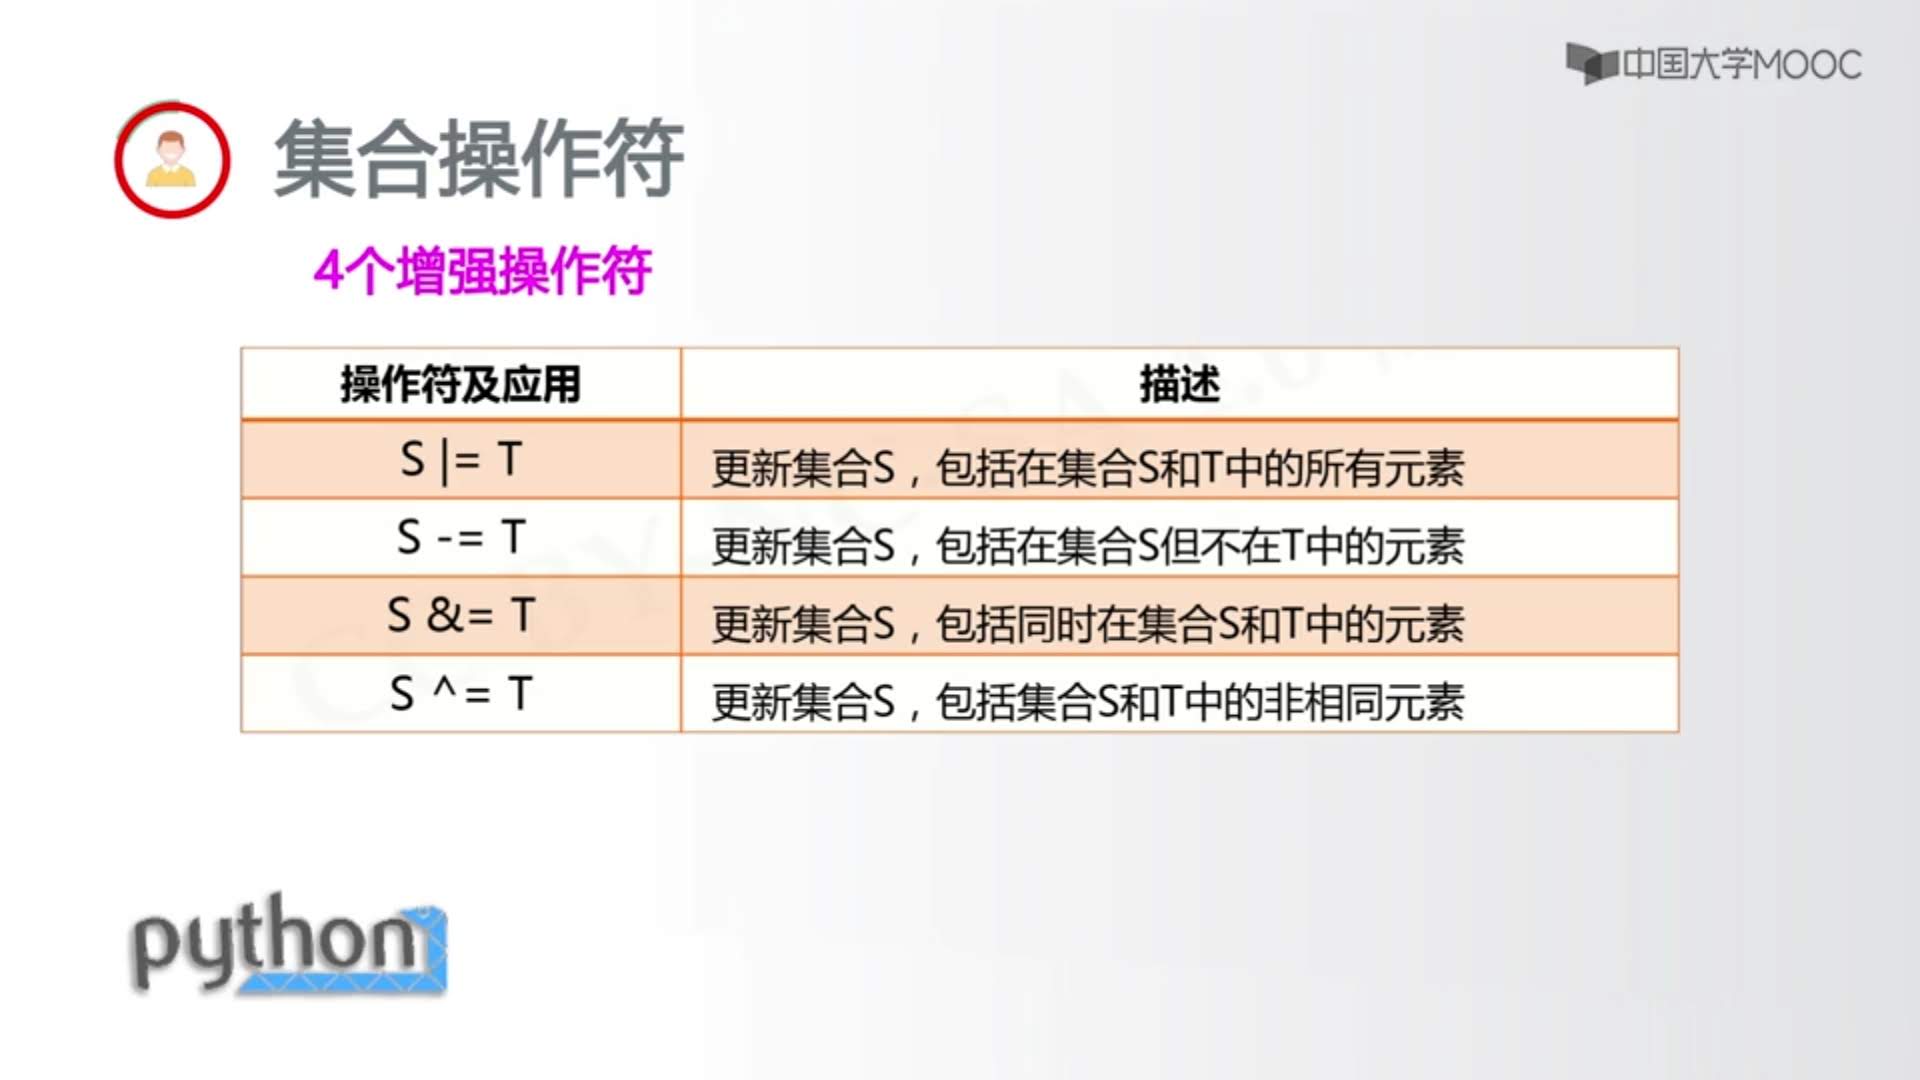 中国大学MOOC
集合操作符
4个增强操作符
操作符及应用 描述
S |= T 更新集合S，包括在集合S和T中的所有元素
S -= T 更新集合S，包括在集合S但不在T中的元素
S &= T 更新集合S，包括同时在集合S和T中的元素
S ^= T 更新集合S，包括集合S和T中的非相同元素
python